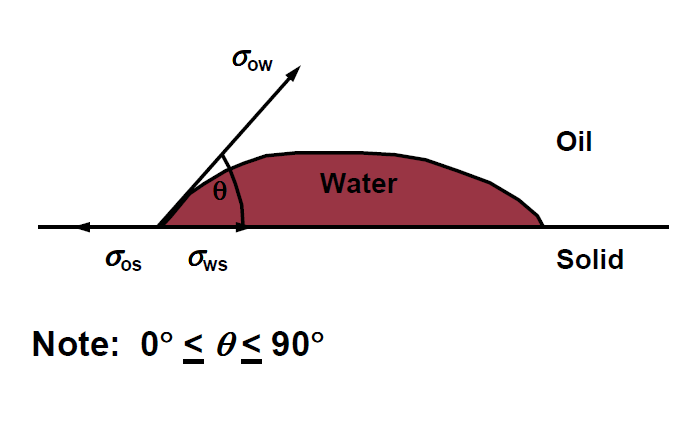 σow
Oil
Water
θ
σos σws
Solid
Note: 0° ≤ θ ≤ 90°